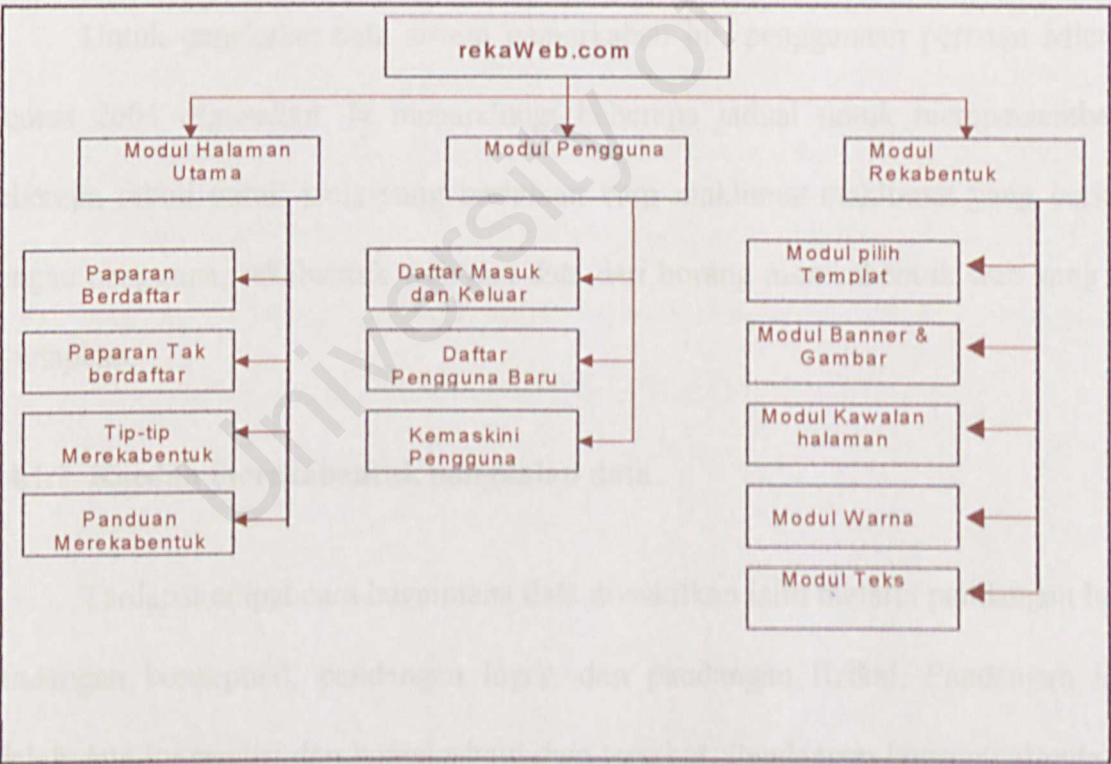 rekaWeb.com
Modul Halaman
Utama
Modul Pengguna
Modul
Rekabentuk
Paparan
Berdaftar
Paparan Tak
berdaftar
Tip-tip
Merekabentuk
Panduan
Merekabentuk
Daftar Masuk
dan Keluar
Daftar
Pengguna Baru
Kemaskini
Pengguna
Modul pilih
Templat
Modul Banner &
Gambar
Modul Kawalan
halaman
Modul Warna
Modul Teks
University of